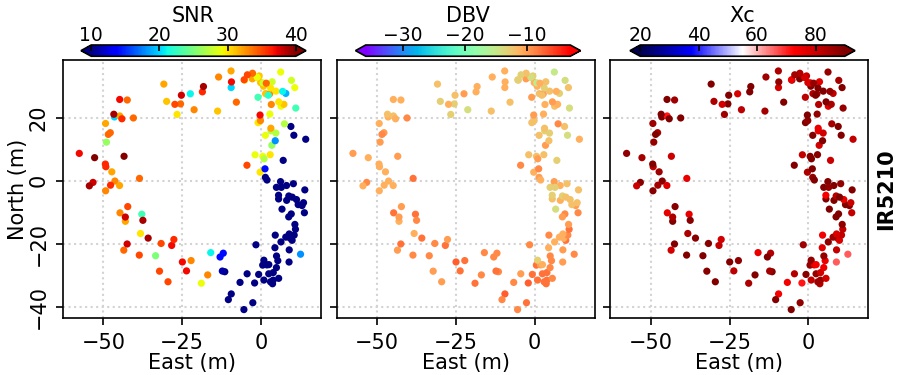 SNR DBV Xc
10 20 30 40 −30 −20 −10 20 40 60 80
20
0
−20
−40
North (m)
−50 −25 0 −50 −25 0 −50 −25 0
East (m) East (m) East (m)
IR5210